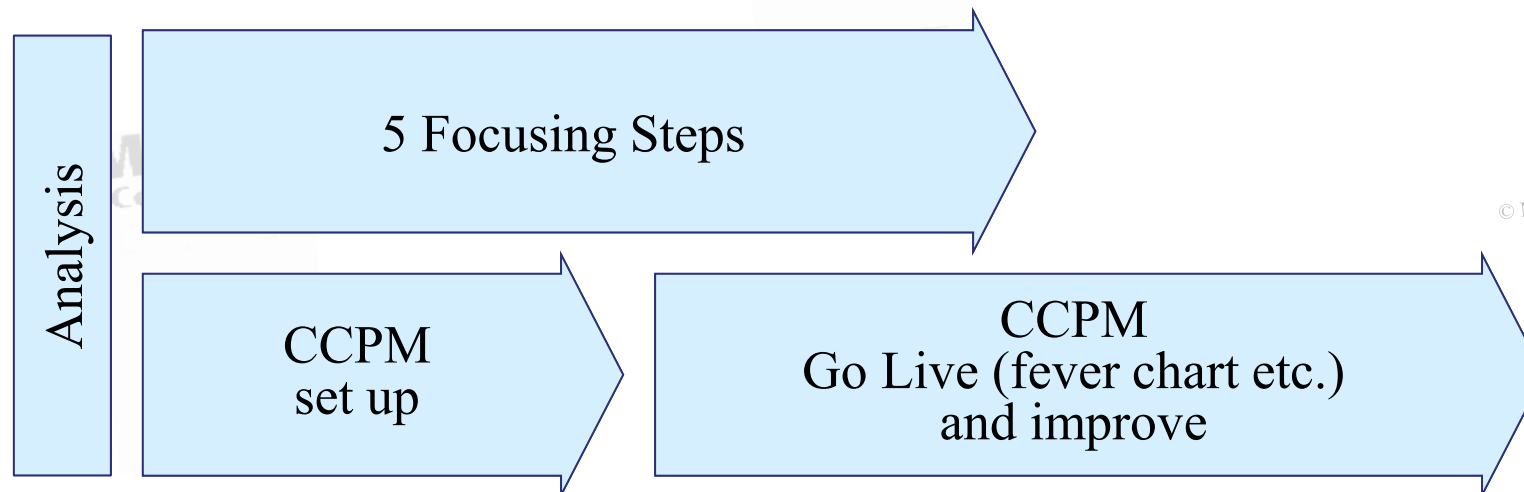 Analysis
5 Focusing Steps
CCPM
set up
CCPM
Go Live (fever chart etc.)
and improve
©